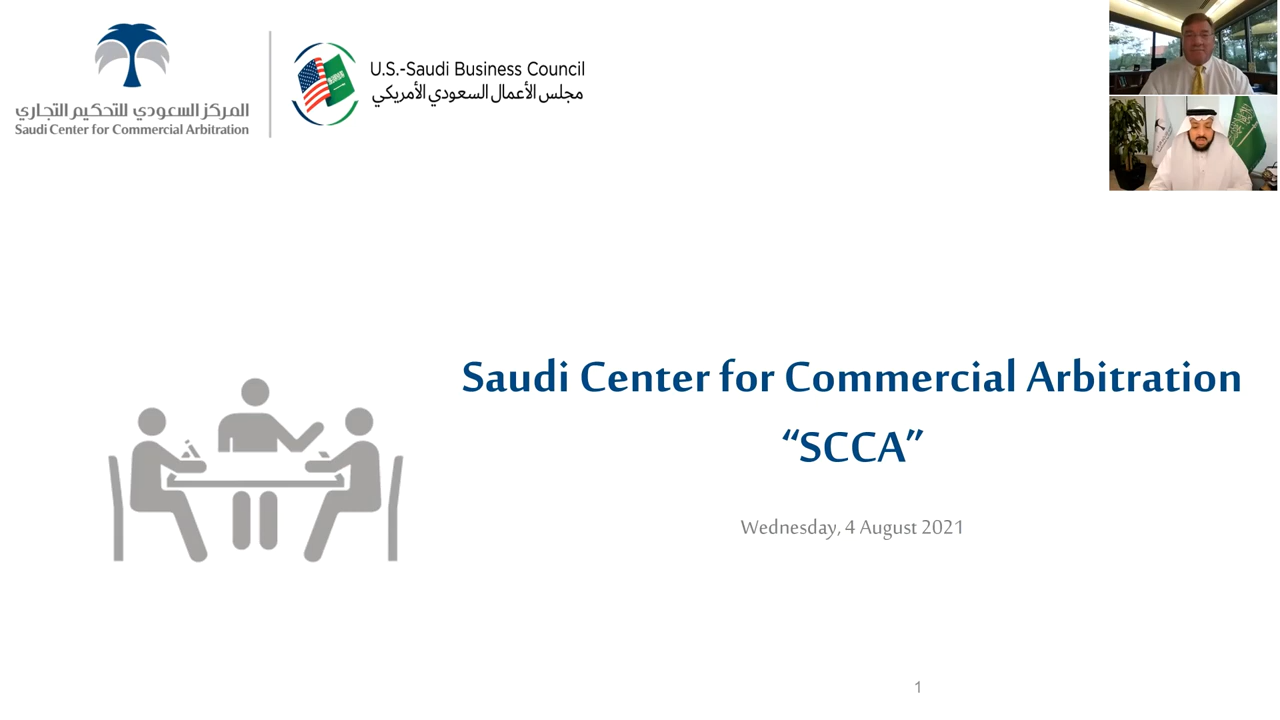 المركز السعودي للتحكيم التجاري
Saudi Center for Commercial Arbitration
U.S.-Saudi Business Council
مجلس الأعمال السعودي الأمريكي
Saudi Center for Commercial Arbitration
“SCCA”
Wednesday, 4 August 2021
1